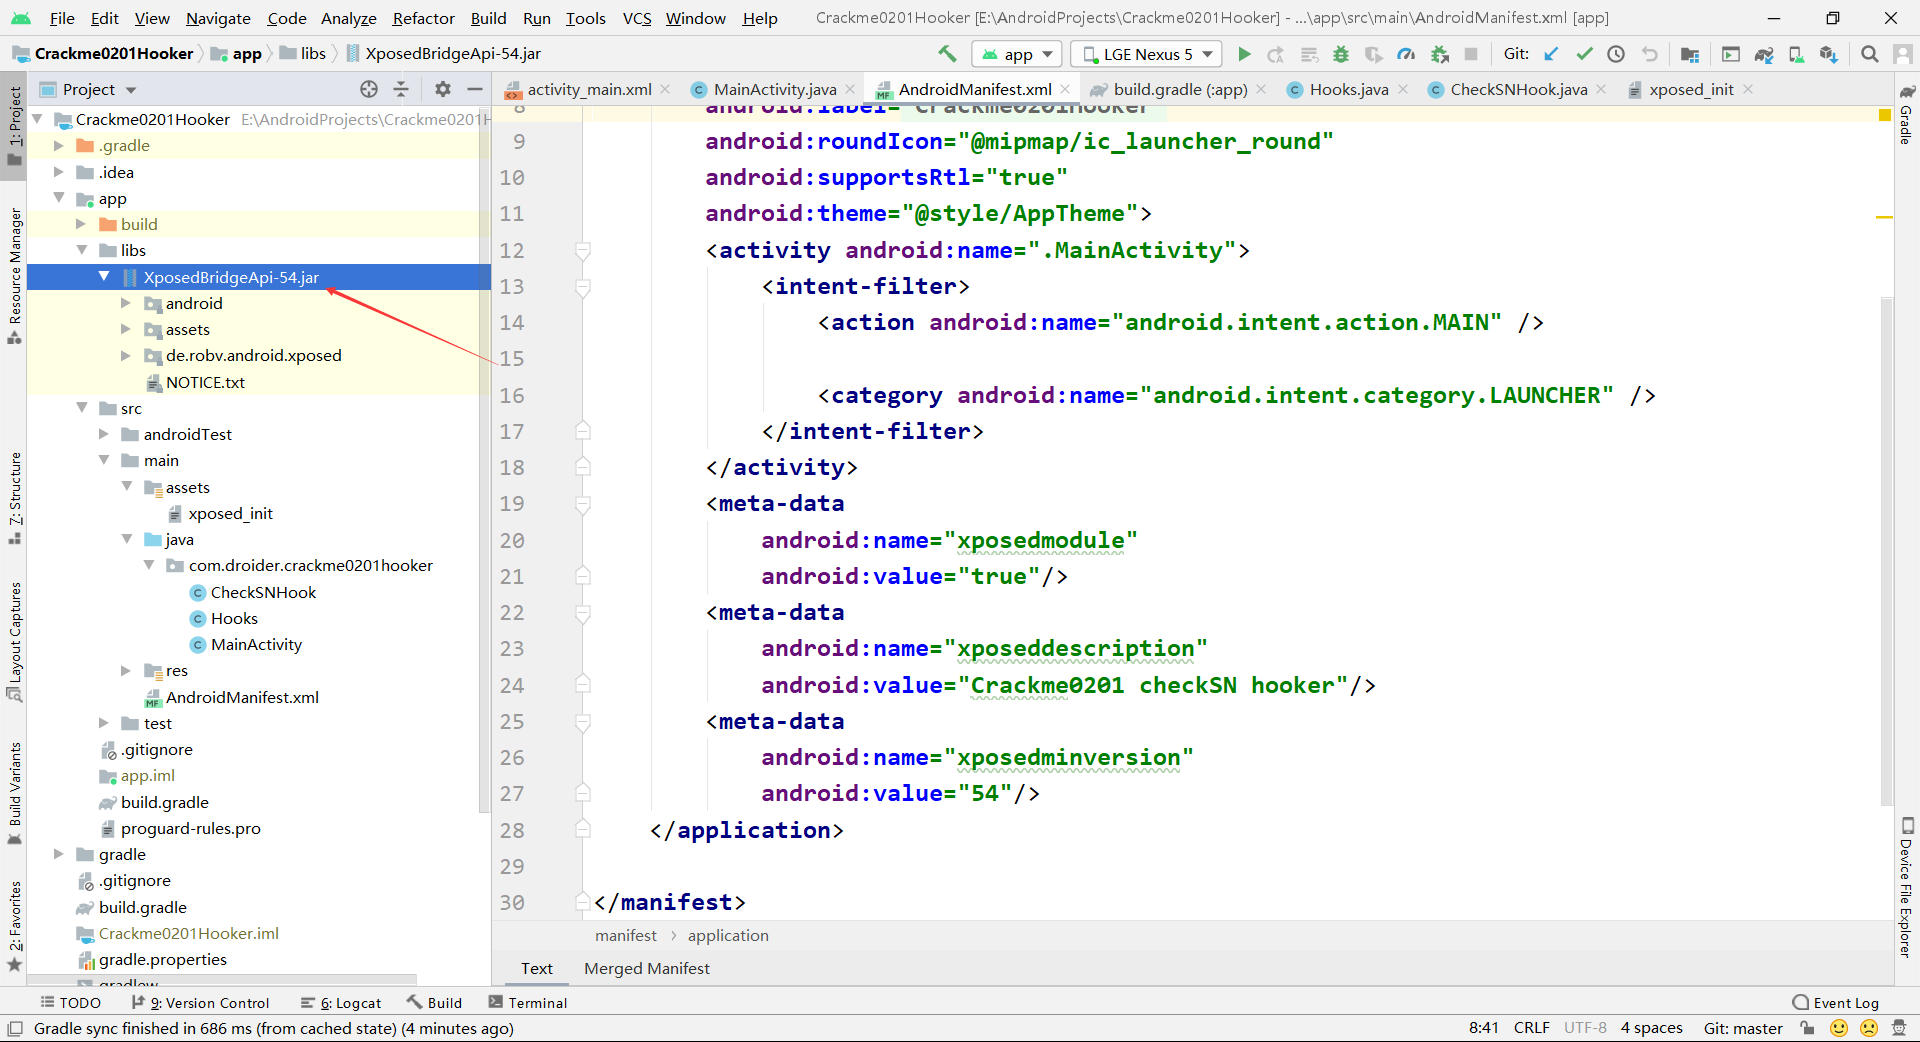 File Edit View Navigate Code Analyze Refactor Build Run Tools VCS Window Help Crackme0201Hooker [E:\AndroidProjects\Crackme0201Hooker] - ...\app\src\main\AndroidManifest.xml [app]
Crackme0201Hooker app libs XposedBridgeApi-54.jar app LGE Nexus 5 Git:
Project
activity_main.xml MainActivity.java AndroidManifest.xml build.gradle (:app) Hooks.java CheckSNHook.java xposed_init
1: Project
Resource Manager
7: Structure
Layout Captures
Build Variants
2: Favorites
Crackme0201Hooker E:\AndroidProjects\Crackme0201H
.gradle
.idea
app
build
libs
XposedBridgeApi-54.jar
android
assets
de.robv.android.xposed
NOTICE.txt
src
androidTest
main
assets
xposed_init
java
com.droider.crackme0201hooker
CheckSNHook
Hooks
MainActivity
res
AndroidManifest.xml
test
.gitignore
app.iml
build.gradle
proguard-rules.pro
gradle
.gitignore
build.gradle
Crackme0201Hooker.iml
gradle.properties
gradlew
8 android:label="Crackme0201Hooker"
9 android:roundIcon="@mipmap/ic_launcher_round"
10 android:supportsRtl="true"
11 android:theme="@style/AppTheme">
12 <activity android:name=".MainActivity">
13 <intent-filter>
14 <action android:name="android.intent.action.MAIN" />
15
16 <category android:name="android.intent.category.LAUNCHER" />
17 </intent-filter>
18 </activity>
19 <meta-data
20 android:name="xposedmodule"
21 android:value="true"/>
22 <meta-data
23 android:name="xposeddescription"
24 android:value="Crackme0201 checkSN hooker"/>
25 <meta-data
26 android:name="xposedminversion"
27 android:value="54"/>
28 </application>
29
30 </manifest>
manifest › application
Text Merged Manifest
Gradle
Device File Explorer
TODO 9: Version Control 6: Logcat Build Terminal Event Log
Gradle sync finished in 686 ms (from cached state) (4 minutes ago) 8:41 CRLF UTF-8 4 spaces Git: master